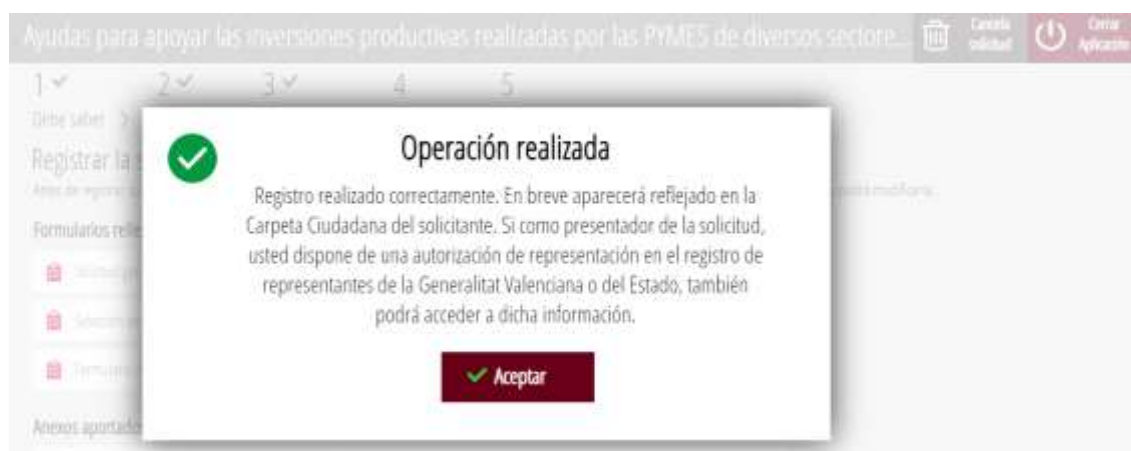 Ayudas para apoyar las inversiones productivas realizadas por las PYMES de diversos sectore...
Cancela
solicitud
Cerrar
Aplicación
1 2 3 4 5
Debe saber
Registrar la s
Operación realizada
Registro realizado correctamente. En breve aparecerá reflejado en la
Carpeta Ciudadana del solicitante. Si como presentador de la solicitud,
usted dispone de una autorización de representación en el registro de
representantes de la Generalitat Valenciana o del Estado, también
podrá acceder a dicha información.
Aceptar
Formularios relle
Anexos aportado